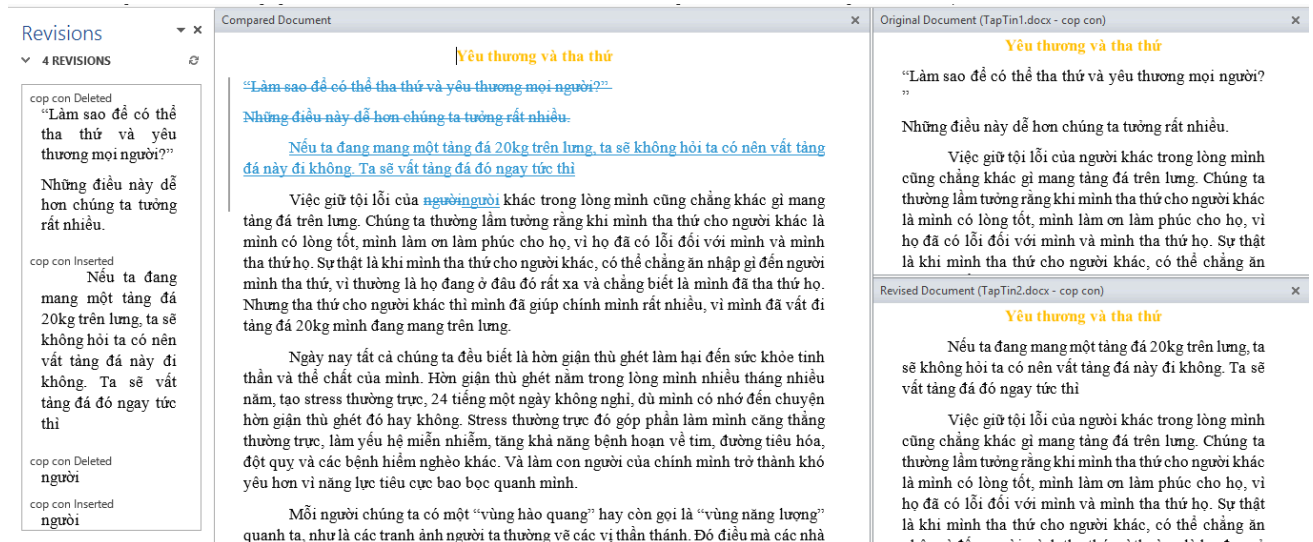 Revisions
4 REVISIONS
cop con Deleted
“Làm sao để có thể
tha thứ và yêu
thương mọi người?”
Những điều này dễ
hơn chúng ta tưởng
rất nhiều.
cop con Inserted
Nếu ta đang
mang một tảng đá
20kg trên lưng, ta sẽ
không hỏi ta có nên
vất tảng đá này đi
không. Ta sẽ vất
tảng đá đó ngay tức
thì
cop con Deleted
người
cop con Inserted
ngưòi
Compared Document
Yêu thương và tha thứ
“Làm sao để có thể tha thứ và yêu thương mọi người?”
Những điều này dễ hơn chúng ta tưởng rất nhiều.
Nếu ta đang mang một tảng đá 20kg trên lưng, ta sẽ không hỏi ta có nên vất tảng
đá này đi không. Ta sẽ vất tảng đá đó ngay tức thì
Việc giữ tội lỗi của ngườingưòi khác trong lòng mình cũng chẳng khác gì mang
tảng đá trên lưng. Chúng ta thường lầm tưởng rằng khi mình tha thứ cho người khác là
mình có lòng tốt, mình làm ơn làm phúc cho họ, vì họ đã có lỗi đối với mình và mình
tha thứ họ. Sự thật là khi mình tha thứ cho người khác, có thể chẳng ăn nhập gì đến người
mình tha thứ, vì thường là họ đang ở đâu đó rất xa và chẳng biết là mình đã tha thứ họ.
Nhưng tha thứ cho người khác thì mình đã giúp chính mình rất nhiều, vì mình đã vất đi
tảng đá 20kg mình đang mang trên lưng.
Ngày nay tất cả chúng ta đều biết là hờn giận thù ghét làm hại đến sức khỏe tinh
thần và thể chất của mình. Hờn giận thù ghét nằm trong lòng mình nhiều tháng nhiều
năm, tạo stress thường trực, 24 tiếng một ngày không nghỉ, dù mình có nhớ đến chuyện
hờn giận thù ghét đó hay không. Stress thường trực đó góp phần làm mình căng thẳng
thường trực, làm yếu hệ miễn nhiễm, tăng khả năng bệnh hoạn về tim, đường tiêu hóa,
đột quỵ và các bệnh hiểm nghèo khác. Và làm con người của chính mình trở thành khó
yêu hơn vì năng lực tiêu cực bao bọc quanh mình.
Mỗi người chúng ta có một “vùng hào quang” hay còn gọi là “vùng năng lượng”
quanh ta, như là các tranh ảnh người ta thường vẽ các vị thần thánh. Đó điều mà các nhà
Original Document (TapTin1.docx - cop con)
Yêu thương và tha thứ
“Làm sao để có thể tha thứ và yêu thương mọi người?
”
Những điều này dễ hơn chúng ta tưởng rất nhiều.
Việc giữ tội lỗi của người khác trong lòng mình
cũng chẳng khác gì mang tảng đá trên lưng. Chúng ta
thường lầm tưởng rằng khi mình tha thứ cho người khác
là mình có lòng tốt, mình làm ơn làm phúc cho họ, vì
họ đã có lỗi đối với mình và mình tha thứ họ. Sự thật
là khi mình tha thứ cho người khác, có thể chẳng ăn
Revised Document (TapTin2.docx - cop con)
Yêu thương và tha thứ
Nếu ta đang mang một tảng đá 20kg trên lưng, ta
sẽ không hỏi ta có nên vất tảng đá này đi không. Ta sẽ
vất tảng đá đó ngay tức thì
Việc giữ tội lỗi của ngưòi khác trong lòng mình
cũng chẳng khác gì mang tảng đá trên lưng. Chúng ta
thường lầm tưởng rằng khi mình tha thứ cho người khác
là mình có lòng tốt, mình làm ơn làm phúc cho họ, vì
họ đã có lỗi đối với mình và mình tha thứ họ. Sự thật
là khi mình tha thứ cho người khác, có thể chẳng ăn